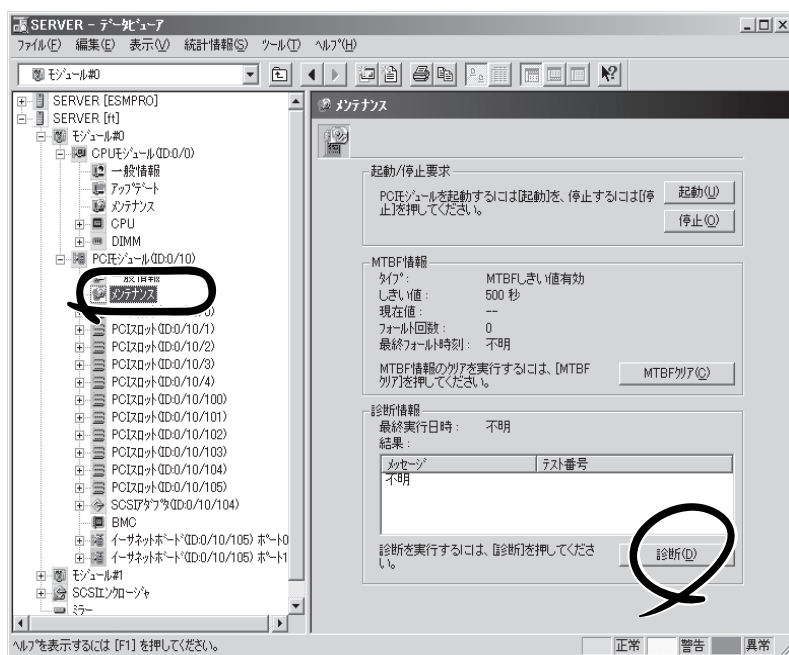 SERVER - データビューア
ファイル(F) 編集(E) 表示(V) 統計情報(S) ツール(T) ヘルプ(H)
モジュール#0
SERVER [ESMPRO]
SERVER [ft]
モジュール#0
CPUモジュール(ID:0/0)
一般情報
アップデート
メンテナンス
CPU
DIMM
PCIモジュール(ID:0/10)
一般情報
メンテナンス
PCIスロット(ID:0/10/1)
PCIスロット(ID:0/10/2)
PCIスロット(ID:0/10/3)
PCIスロット(ID:0/10/4)
PCIスロット(ID:0/10/100)
PCIスロット(ID:0/10/101)
PCIスロット(ID:0/10/102)
PCIスロット(ID:0/10/103)
PCIスロット(ID:0/10/104)
PCIスロット(ID:0/10/105)
SCSIアダプタ(ID:0/10/104)
BMC
イーサネットボード(ID:0/10/105) ポート0
イーサネットボード(ID:0/10/105) ポート1
モジュール#1
SCSIエンクロージャ
ミラー
メンテナンス
起動/停止要求
PCIモジュールを起動するには[起動]を、停止するには[停
止]を押してください。
起動(U)
停止(O)
MTBF情報
タイプ: MTBFしきい値有効
しきい値: 500 秒
現在値: --
フォールト回数: 0
最終フォールト時刻: 不明
MTBF情報のクリアを実行するには、[MTBF
クリア]を押してください。
MTBFクリア(C)
診断情報
最終実行日時: 不明
結果:
メッセージ テスト番号
不明
診断を実行するには、[診断]を押してくださ
い。
診断(D)
ヘルプを表示するには [F1] を押してください。
正常 警告 異常